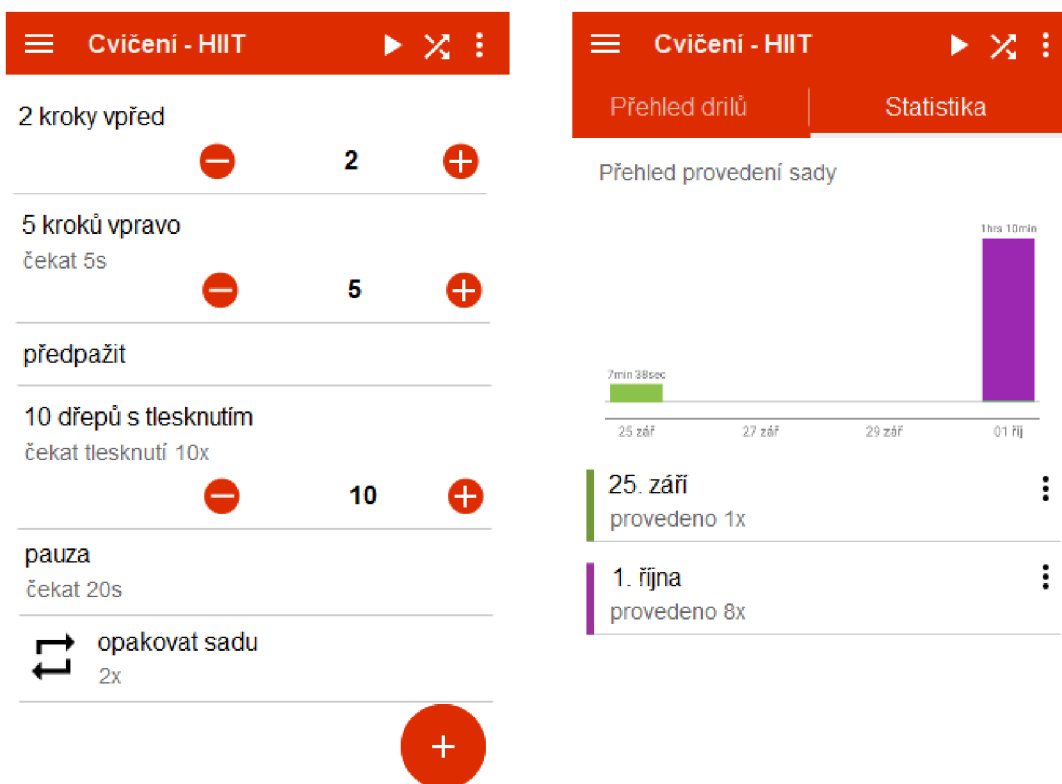 Cvičení - HIIT
2 kroky vpřed
2
5 kroků vpravo
čekat 5s
5
předpažit
10 dřepů s tlesknutím
čekat tlesknutí 10x
10
pauza
čekat 20s
opakovat sadu
2x
Cvičení - HIIT
Přehled drilů Statistika
Přehled provedení sady
1hrs 10min
7min 38sec
25 zář 27 zář 29 zář 01 říj
25. září
provedeno 1x
1. října
provedeno 8x